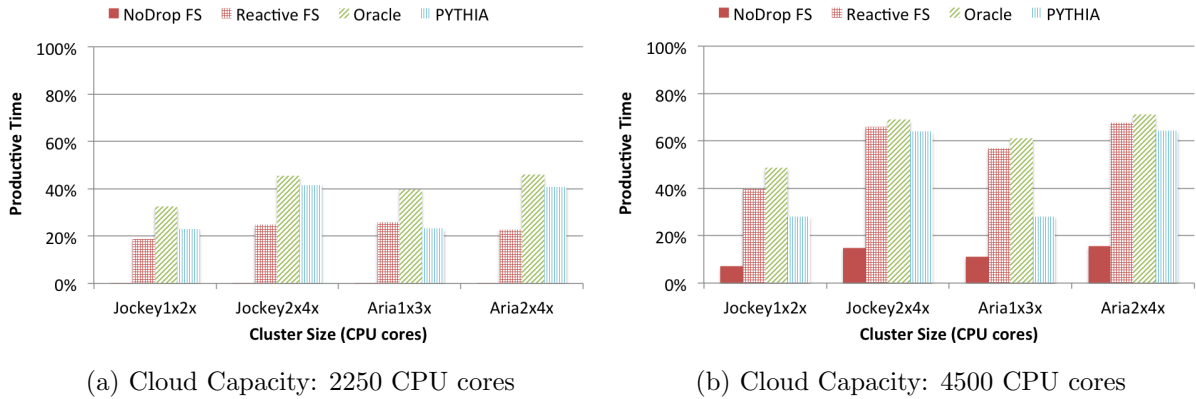 NoDrop FS Reactive FS Oracle PYTHIA
100%
80%
60%
40%
20%
0%
Productive Time
Jockey1x2x Jockey2x4x Aria1x3x Aria2x4x
Cluster Size (CPU cores)
(a) Cloud Capacity: 2250 CPU cores
NoDrop FS Reactive FS Oracle PYTHIA
100%
80%
60%
40%
20%
0%
Productive Time
Jockey1x2x Jockey2x4x Aria1x3x Aria2x4x
Cluster Size (CPU cores)
(b) Cloud Capacity: 4500 CPU cores